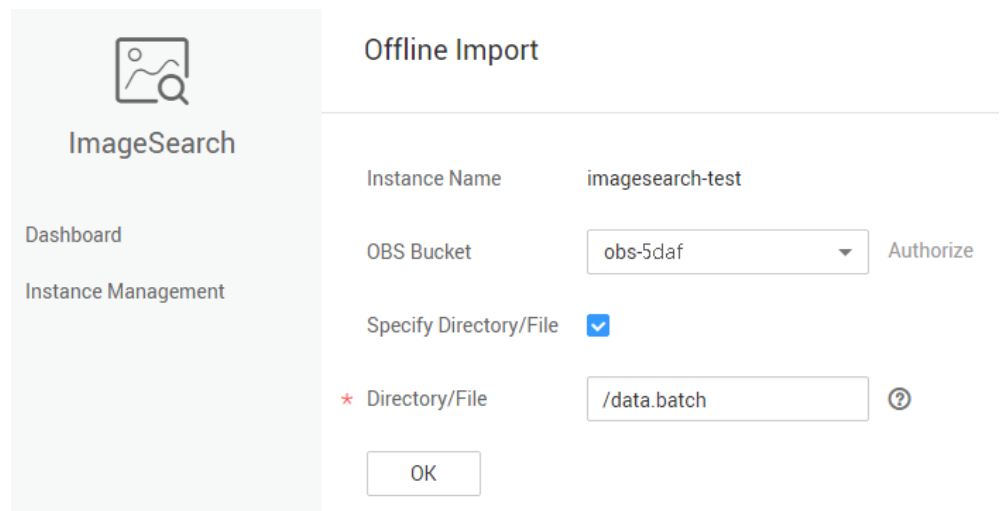 ImageSearch
Dashboard
Instance Management
Offline Import
Instance Name imagesearch-test
OBS Bucket obs-5daf Authorize
Specify Directory/File
* Directory/File /data.batch ?
OK